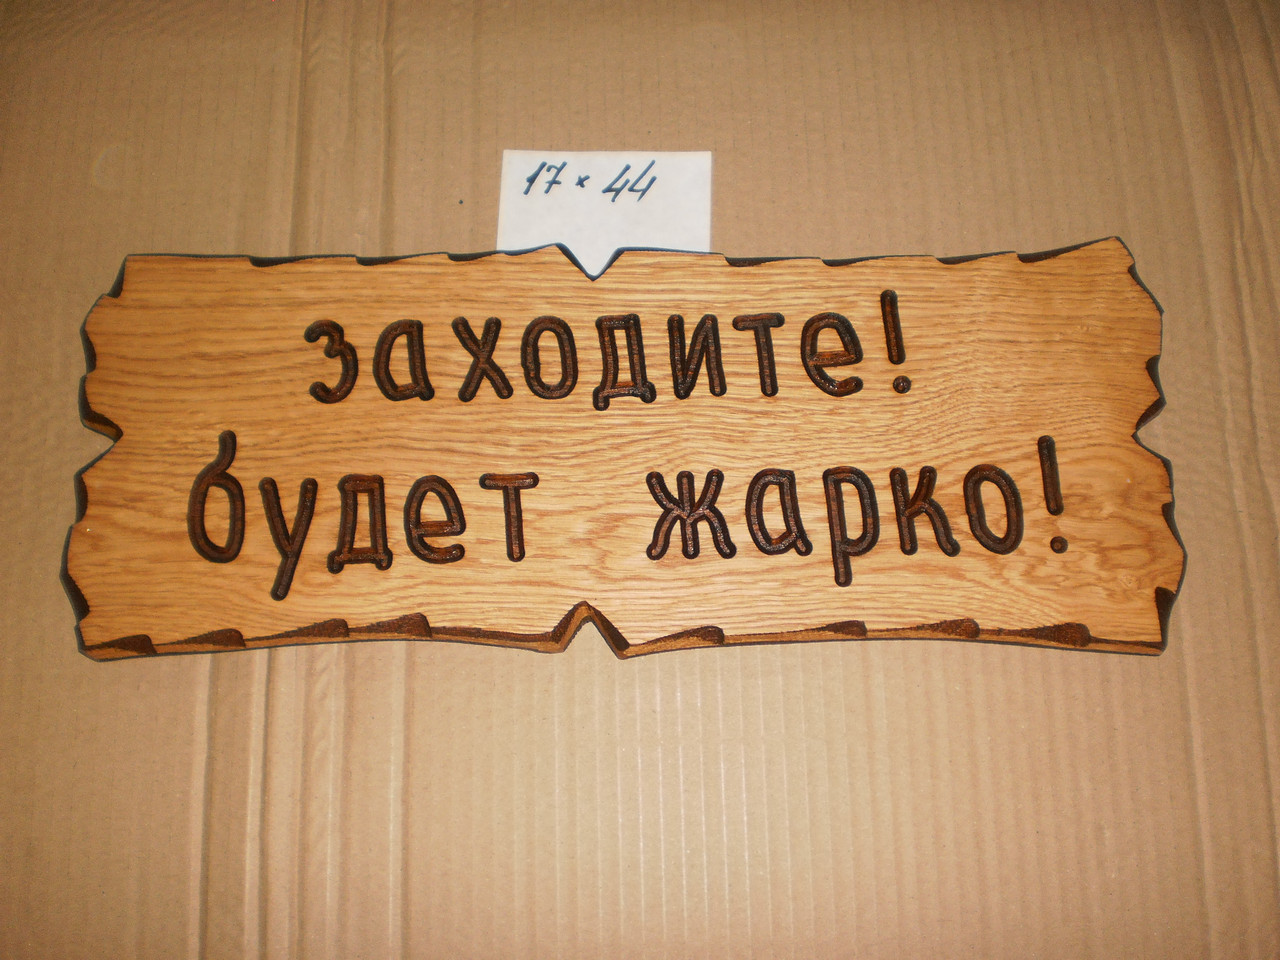 17 × 44
заходите!
будет жарко!